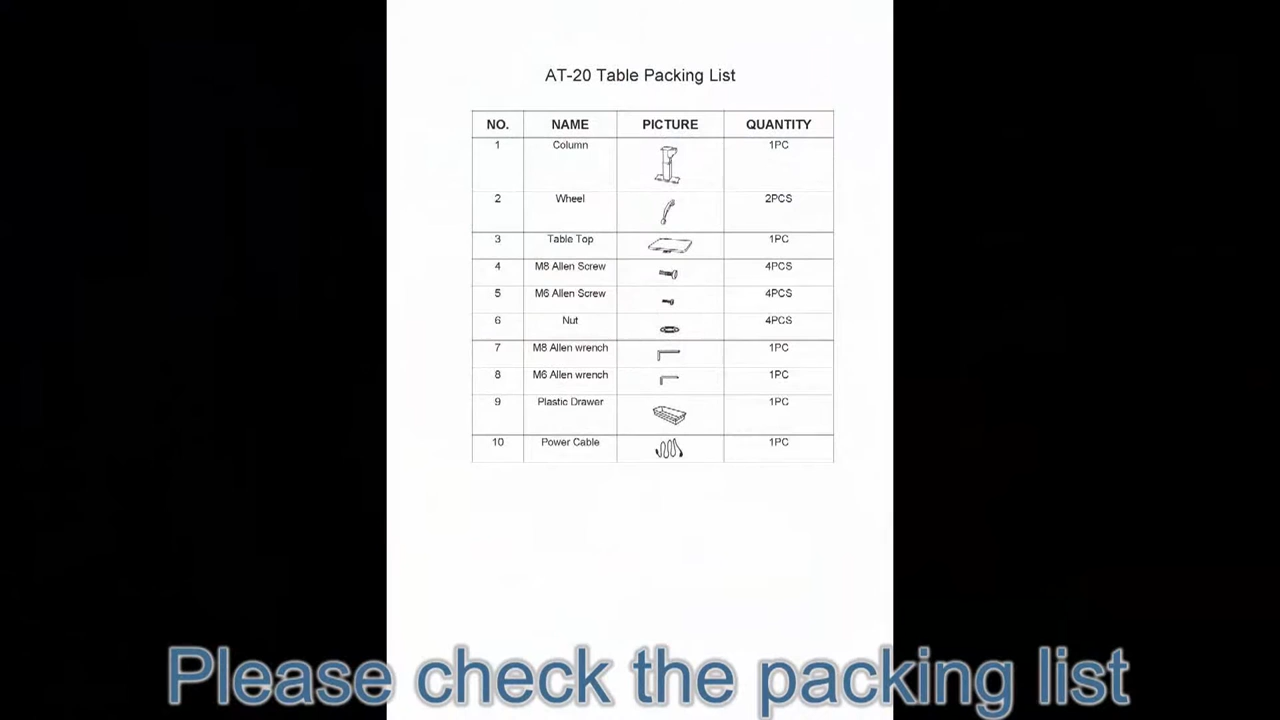 AT-20 Table Packing List
NO. NAME PICTURE QUANTITY
1 Column 1PC
2 Wheel 2PCS
3 Table Top 1PC
4 M8 Allen Screw 4PCS
5 M6 Allen Screw 4PCS
6 Nut 4PCS
7 M8 Allen wrench 1PC
8 M6 Allen wrench 1PC
9 Plastic Drawer 1PC
10 Power Cable 1PC
Please check the packing list